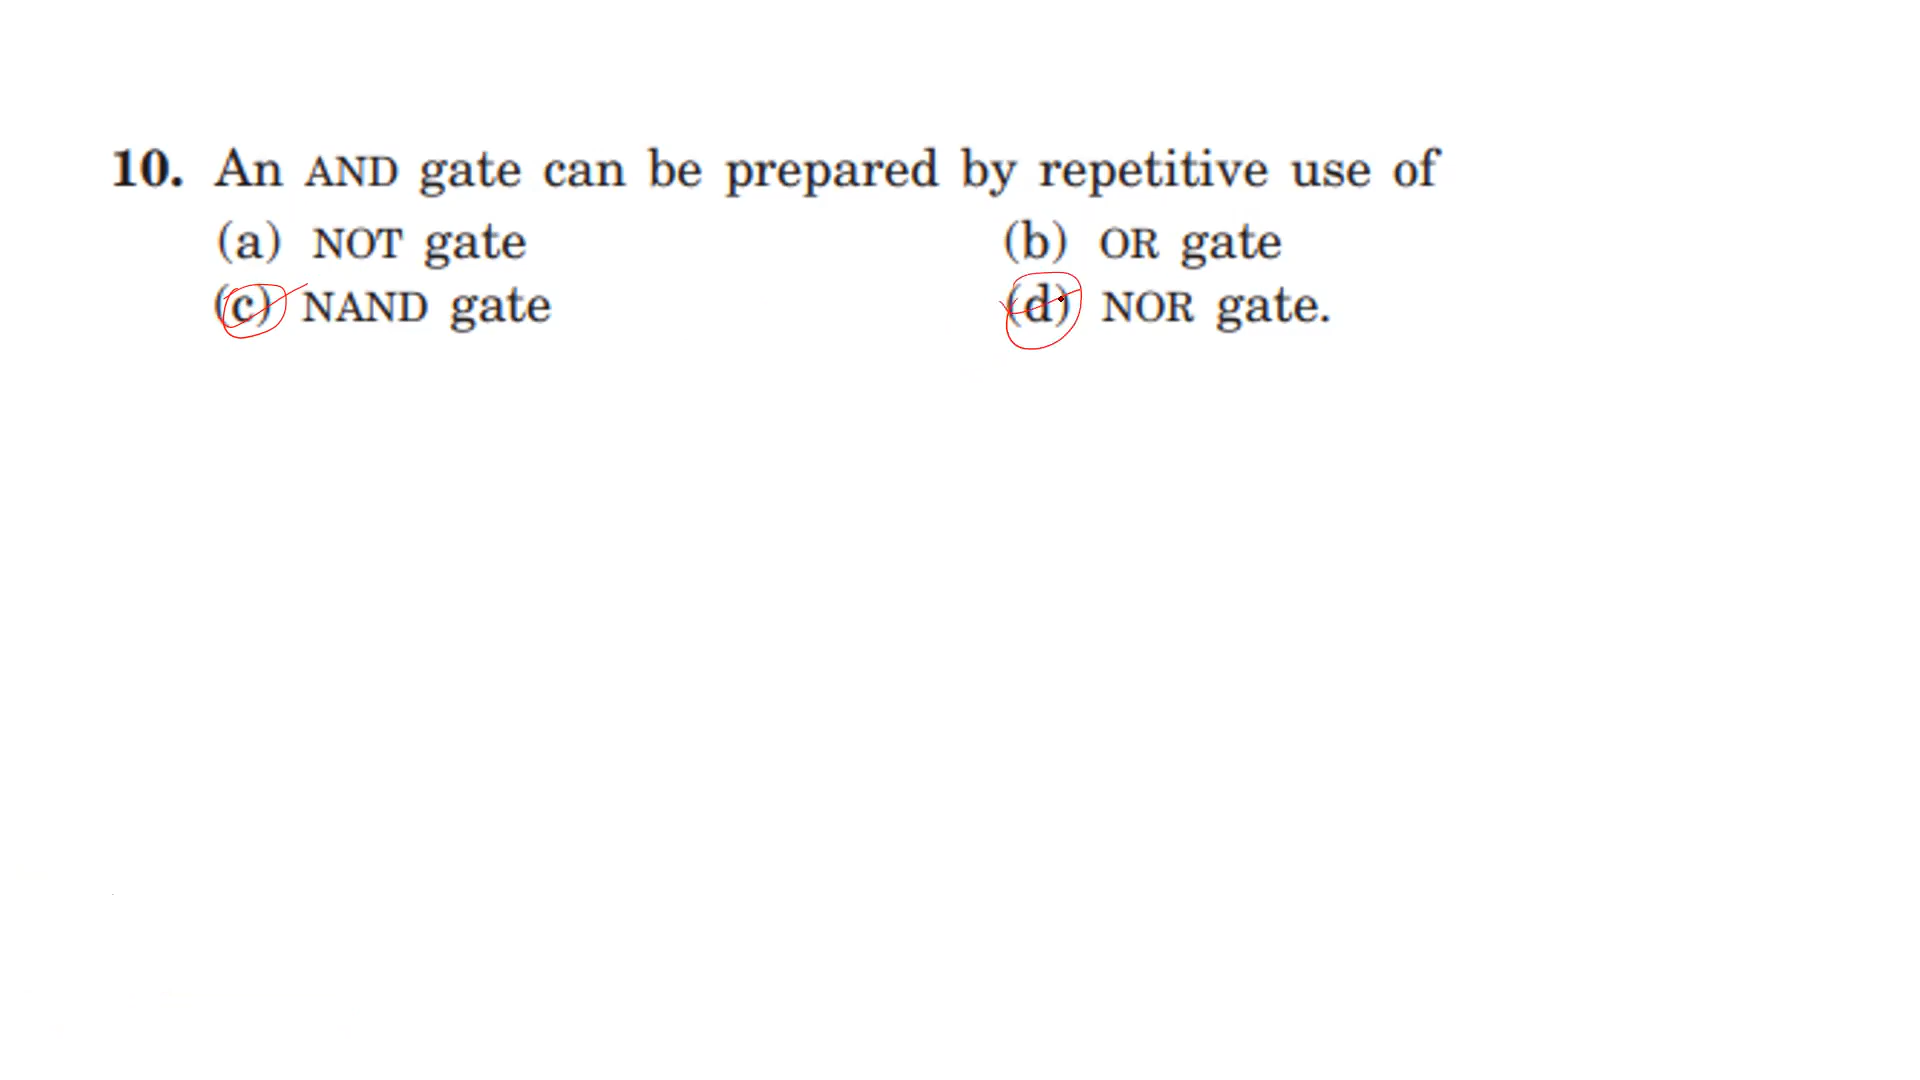 10. An AND gate can be prepared by repetitive use of
(a) NOT gate (b) OR gate
(c) NAND gate (d) NOR gate.